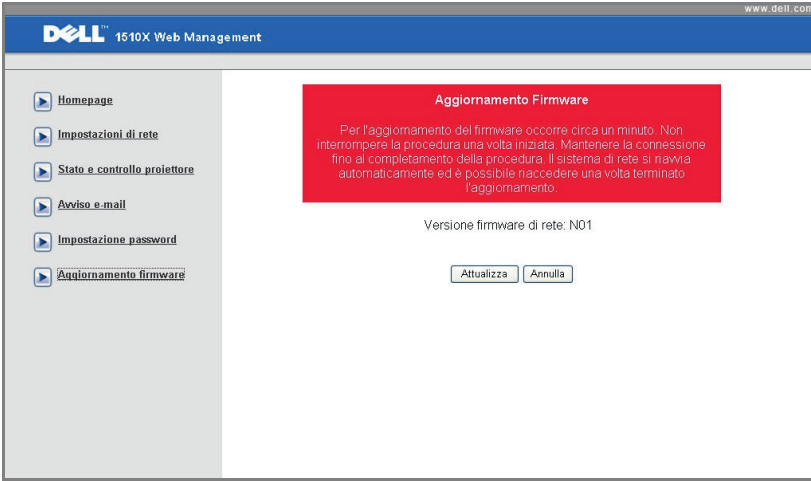 www.dell.com
DELL™ 1510X Web Management
Homepage
Impostazioni di rete
Stato e controllo proiettore
Avviso e-mail
Impostazione password
Aggiornamento firmware
Aggiornamento Firmware
Per l'aggiornamento del firmware occorre circa un minuto. Non
interrompere la procedura una volta iniziata. Mantenere la connessione
fino al completamento della procedura. Il sistema di rete si riavvia
automaticamente ed è possibile riaccedere una volta terminato
l'aggiornamento.
Versione firmware di rete: N01
Attualizza
Annulla